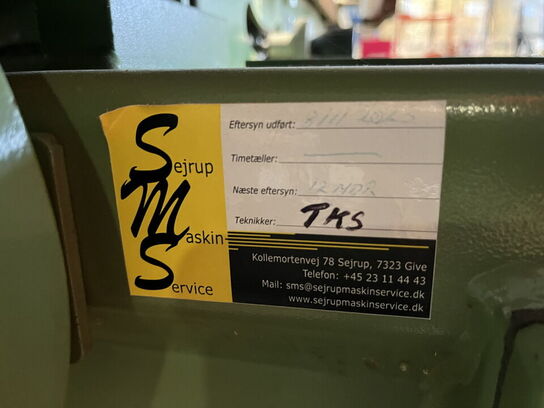 Sejrup
Maskin-
Service
Eftersyn udført:
Timetæller:
Næste eftersyn: 12 MDR
Teknikker: TKS
Kollemortenvej 78 Sejrup, 7323 Give
Telefon: +45 23 11 44 43
Mail: sms@sejrupmaskinservice.dk
www.sejrupmaskinservice.dk